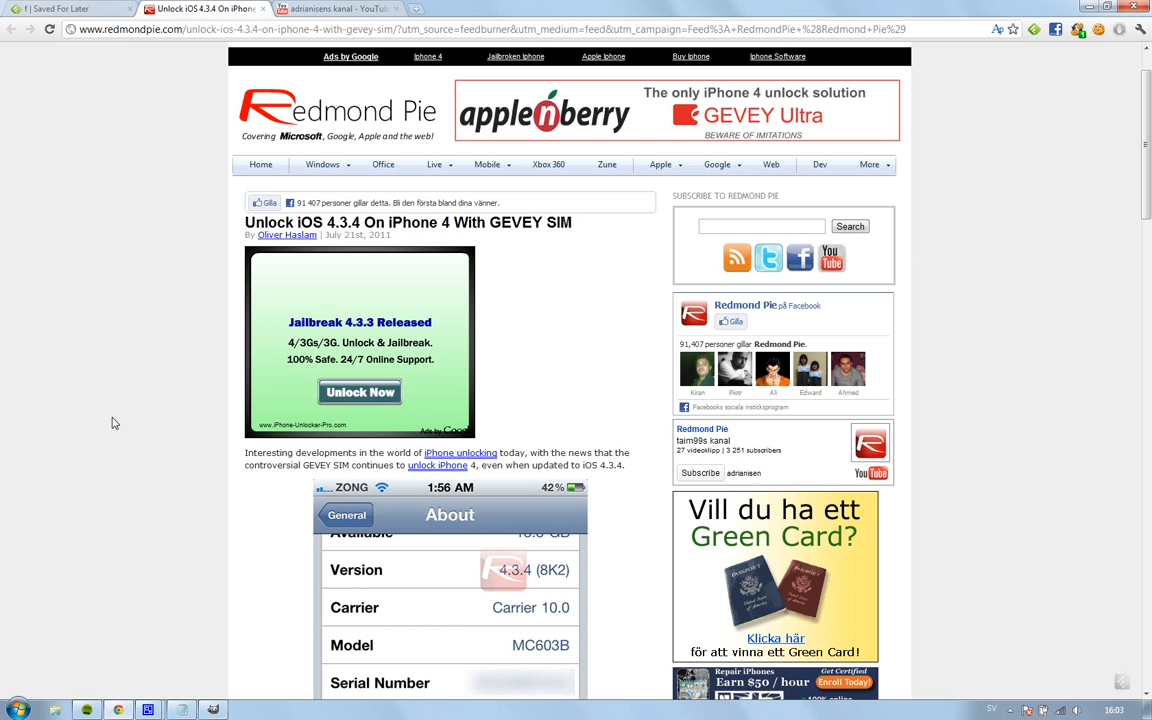 f | Saved For Later
Unlock iOS 4.3.4 On iPhone
adrianisens kanal - YouTub
www.redmondpie.com/unlock-ios-4.3.4-on-iphone-4-with-gevey-sim/?utm_source=feedburner&utm_medium=feed&utm_campaign=Feed%3A+RedmondPie+%28Redmond+Pie%29
Ads by Google
Iphone 4
Jailbroken Iphone
Apple Iphone
Buy Iphone
Iphone Software
Redmond Pie
Covering Microsoft, Google, Apple and the web!
applenberry
The only iPhone 4 unlock solution
GEVEY Ultra
BEWARE OF IMITATIONS
Home
Windows
Office
Live
Mobile
Xbox 360
Zune
Apple
Google
Web
Dev
More
Gilla
91 407 personer gillar detta. Bli den första bland dina vänner.
Unlock iOS 4.3.4 On iPhone 4 With GEVEY SIM
By Oliver Haslam | July 21st, 2011
Jailbreak 4.3.3 Released
4/3Gs/3G. Unlock & Jailbreak.
100% Safe. 24/7 Online Support.
Unlock Now
www.iPhone-Unlocker-Pro.com
Ads by Goo
Interesting developments in the world of iPhone unlocking today, with the news that the
controversial GEVEY SIM continues to unlock iPhone 4, even when updated to iOS 4.3.4.
ZONG
1:56 AM
42%
General
About
Available
Version
4.3.4 (8K2)
Carrier
Carrier 10.0
Model
MC603B
Serial Number
SUBSCRIBE TO REDMOND PIE
Search
You
Tube
Redmond Pie på Facebook
Gilla
91,407 personer gillar Redmond Pie.
Kiran
Piotr
Ali
Edward
Ahmed
Facebooks sociala insticksprogram
Redmond Pie
taim99s kanal
27 videoklipp | 3 251 subscribers
Subscribe
adrianisen
YouTube
Vill du ha ett
Green Card?
PASSPORT
Klicka här
för att vinna ett Green Card!
Repair iPhones
Earn $50 / hour
Get Certified
Enroll Today!
100% online
SV
16:03